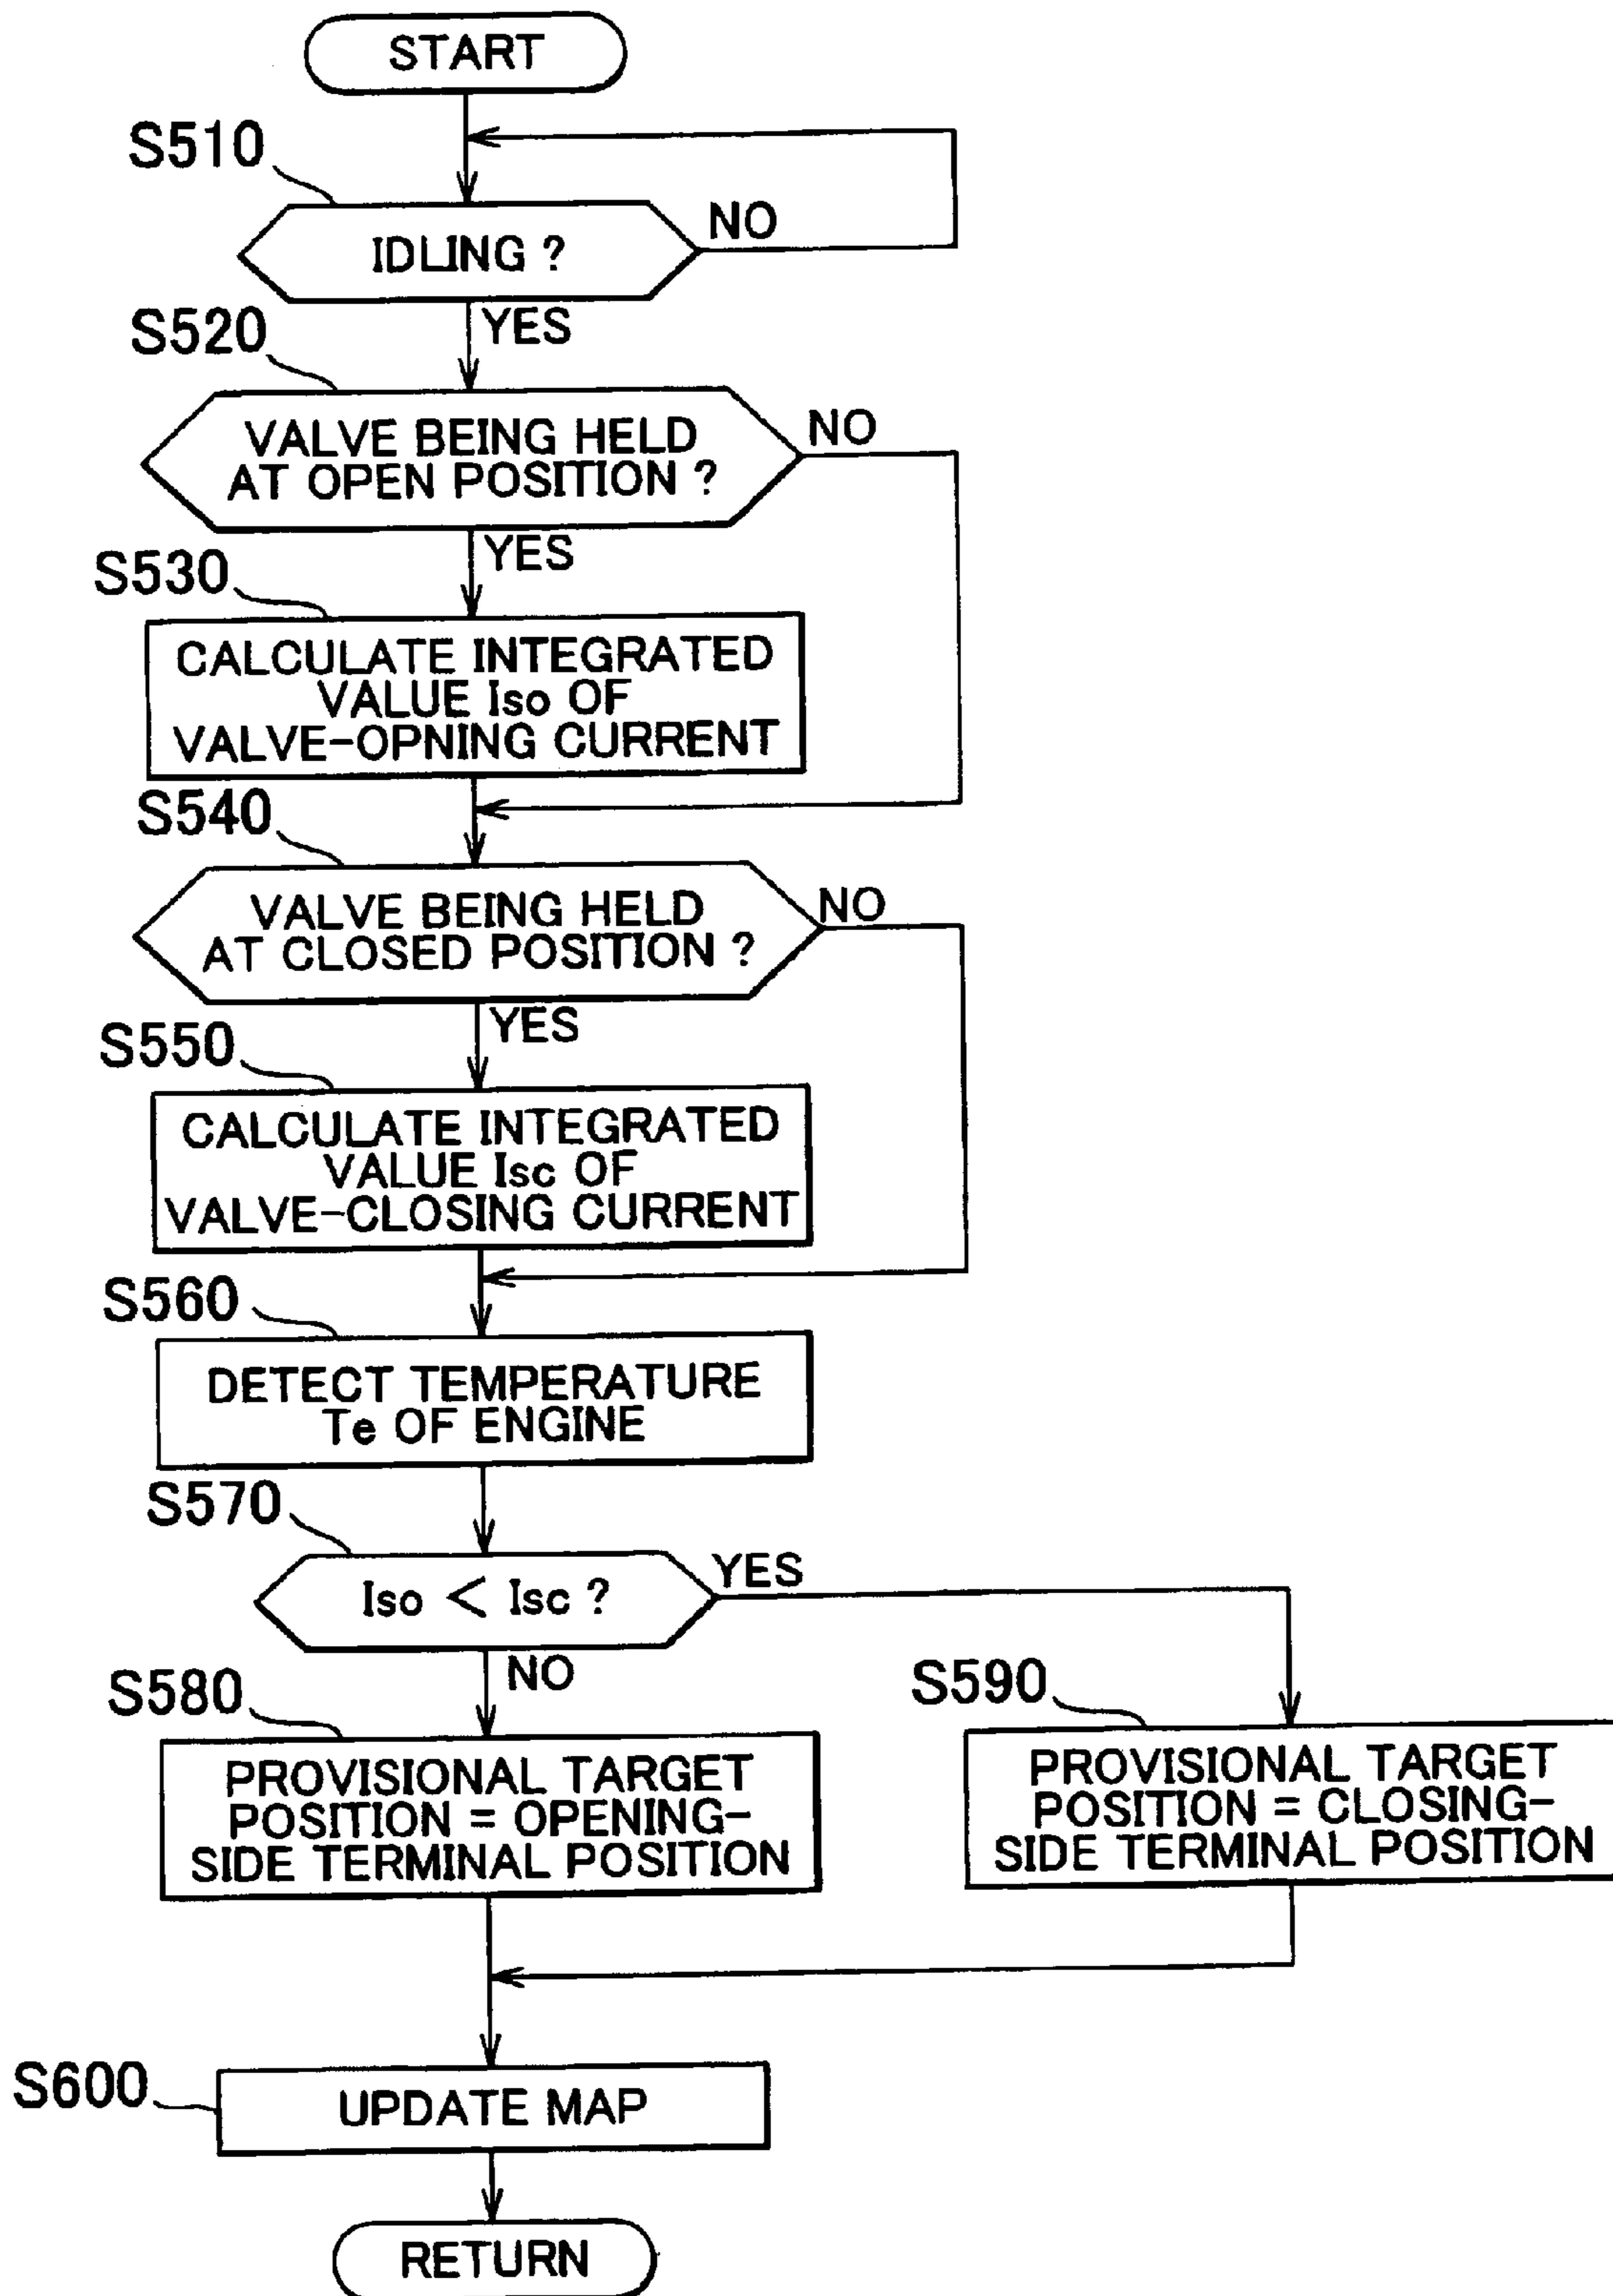 START
S510
IDLING ?
NO
YES
S520
VALVE BEING HELD
AT OPEN POSITION ?
NO
YES
S530
CALCULATE INTEGRATED
VALUE Iso OF
VALVE-OPNING CURRENT
S540
VALVE BEING HELD
AT CLOSED POSITION ?
NO
YES
S550
CALCULATE INTEGRATED
VALUE Isc OF
VALVE-CLOSING CURRENT
S560
DETECT TEMPERATURE
Te OF ENGINE
S570
Iso < Isc ?
YES
NO
S580
PROVISIONAL TARGET
POSITION = OPENING-
SIDE TERMINAL POSITION
S590
PROVISIONAL TARGET
POSITION = CLOSING-
SIDE TERMINAL POSITION
S600
UPDATE MAP
RETURN